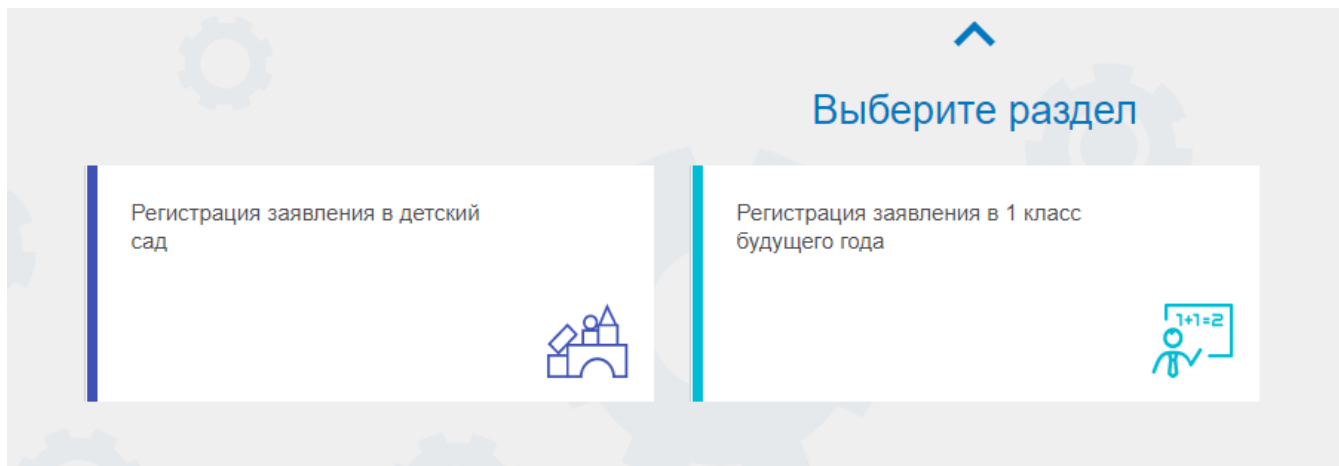 Выберите раздел
Регистрация заявления в детский
сад
Регистрация заявления в 1 класс
будущего года
1+1=2